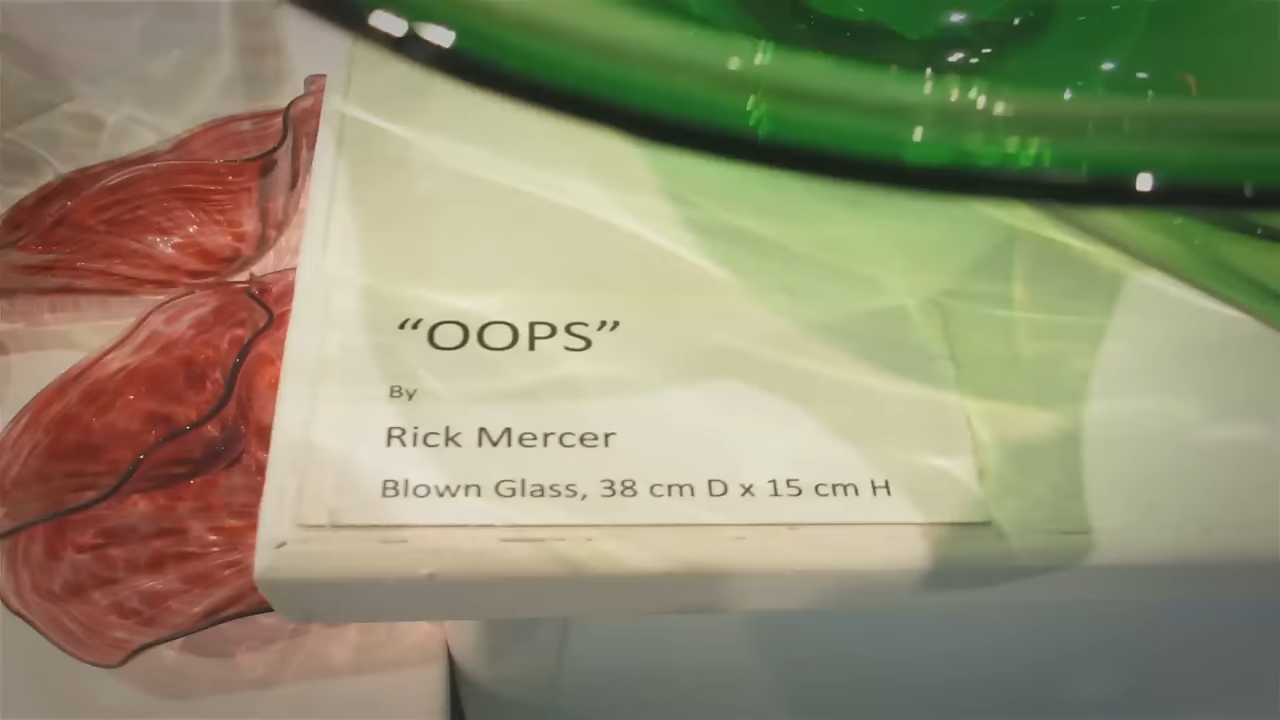 “OOPS”
By
Rick Mercer
Blown Glass, 38 cm D x 15 cm H